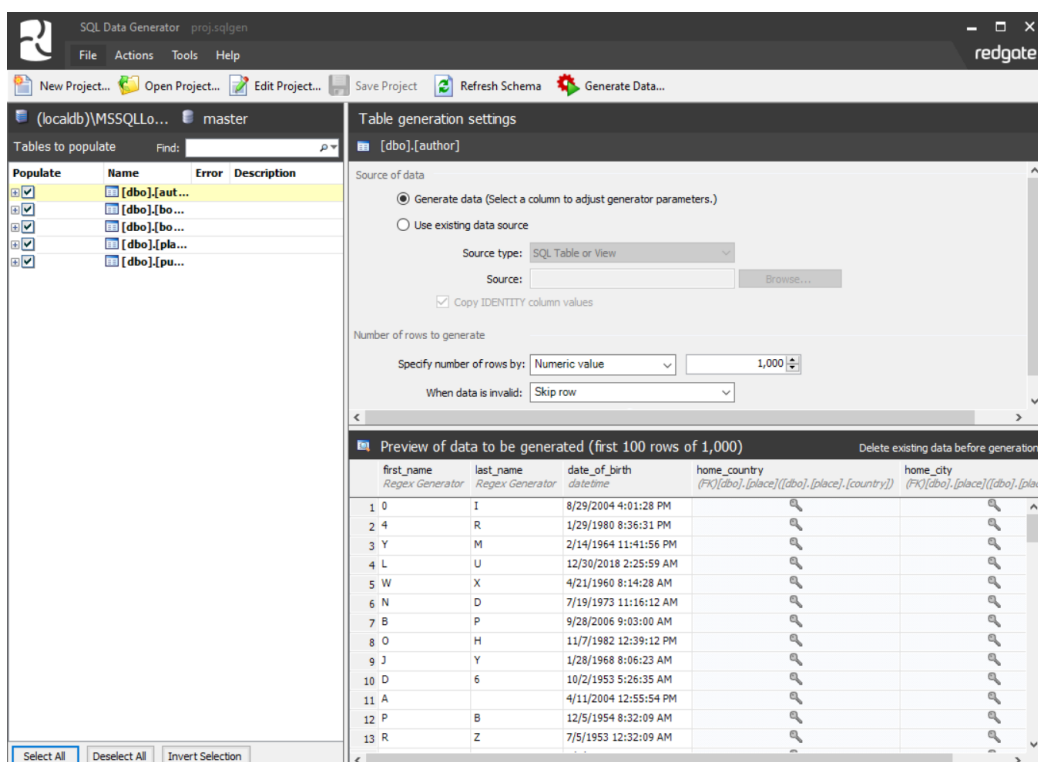 SQL Data Generator proj.sqlgen
File Actions Tools Help
redgate
New Project... Open Project... Edit Project... Save Project Refresh Schema Generate Data...
(localdb)\MSSQLLo... master
Tables to populate Find:
Populate Name Error Description
[dbo].[aut...
[dbo].[bo...
[dbo].[bo...
[dbo].[pla...
[dbo].[pu...
Select All Deselect All Invert Selection
Table generation settings
[dbo].[author]
Source of data
Generate data (Select a column to adjust generator parameters.)
Use existing data source
Source type: SQL Table or View
Source: Browse...
Copy IDENTITY column values
Number of rows to generate
Specify number of rows by: Numeric value 1,000
When data is invalid: Skip row
Preview of data to be generated (first 100 rows of 1,000) Delete existing data before generation
first_name last_name date_of_birth home_country home_city
Regex Generator Regex Generator datetime (FK)[dbo].[place]([dbo].[place].[country]) (FK)[dbo].[place]([dbo].[plac
1 0 I 8/29/2004 4:01:28 PM
2 4 R 1/29/1980 8:36:31 PM
3 Y M 2/14/1964 11:41:56 PM
4 L U 12/30/2018 2:25:59 AM
5 W X 4/21/1960 8:14:28 AM
6 N D 7/19/1973 11:16:12 AM
7 B P 9/28/2006 9:03:00 AM
8 O H 11/7/1982 12:39:12 PM
9 J Y 1/28/1968 8:06:23 AM
10 D 6 10/2/1953 5:26:35 AM
11 A 4/11/2004 12:55:54 PM
12 P B 12/5/1954 8:32:09 AM
13 R Z 7/5/1953 12:32:09 AM